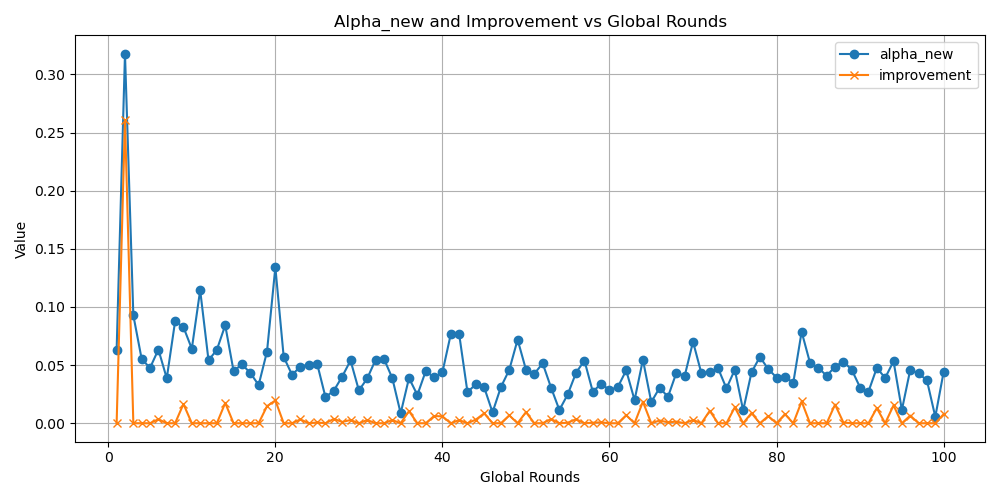 Alpha_new and Improvement vs Global Rounds
alpha_new
improvement
Value
0.30
0.25
0.20
0.15
0.10
0.05
0.00
0 20 40 60 80 100
Global Rounds